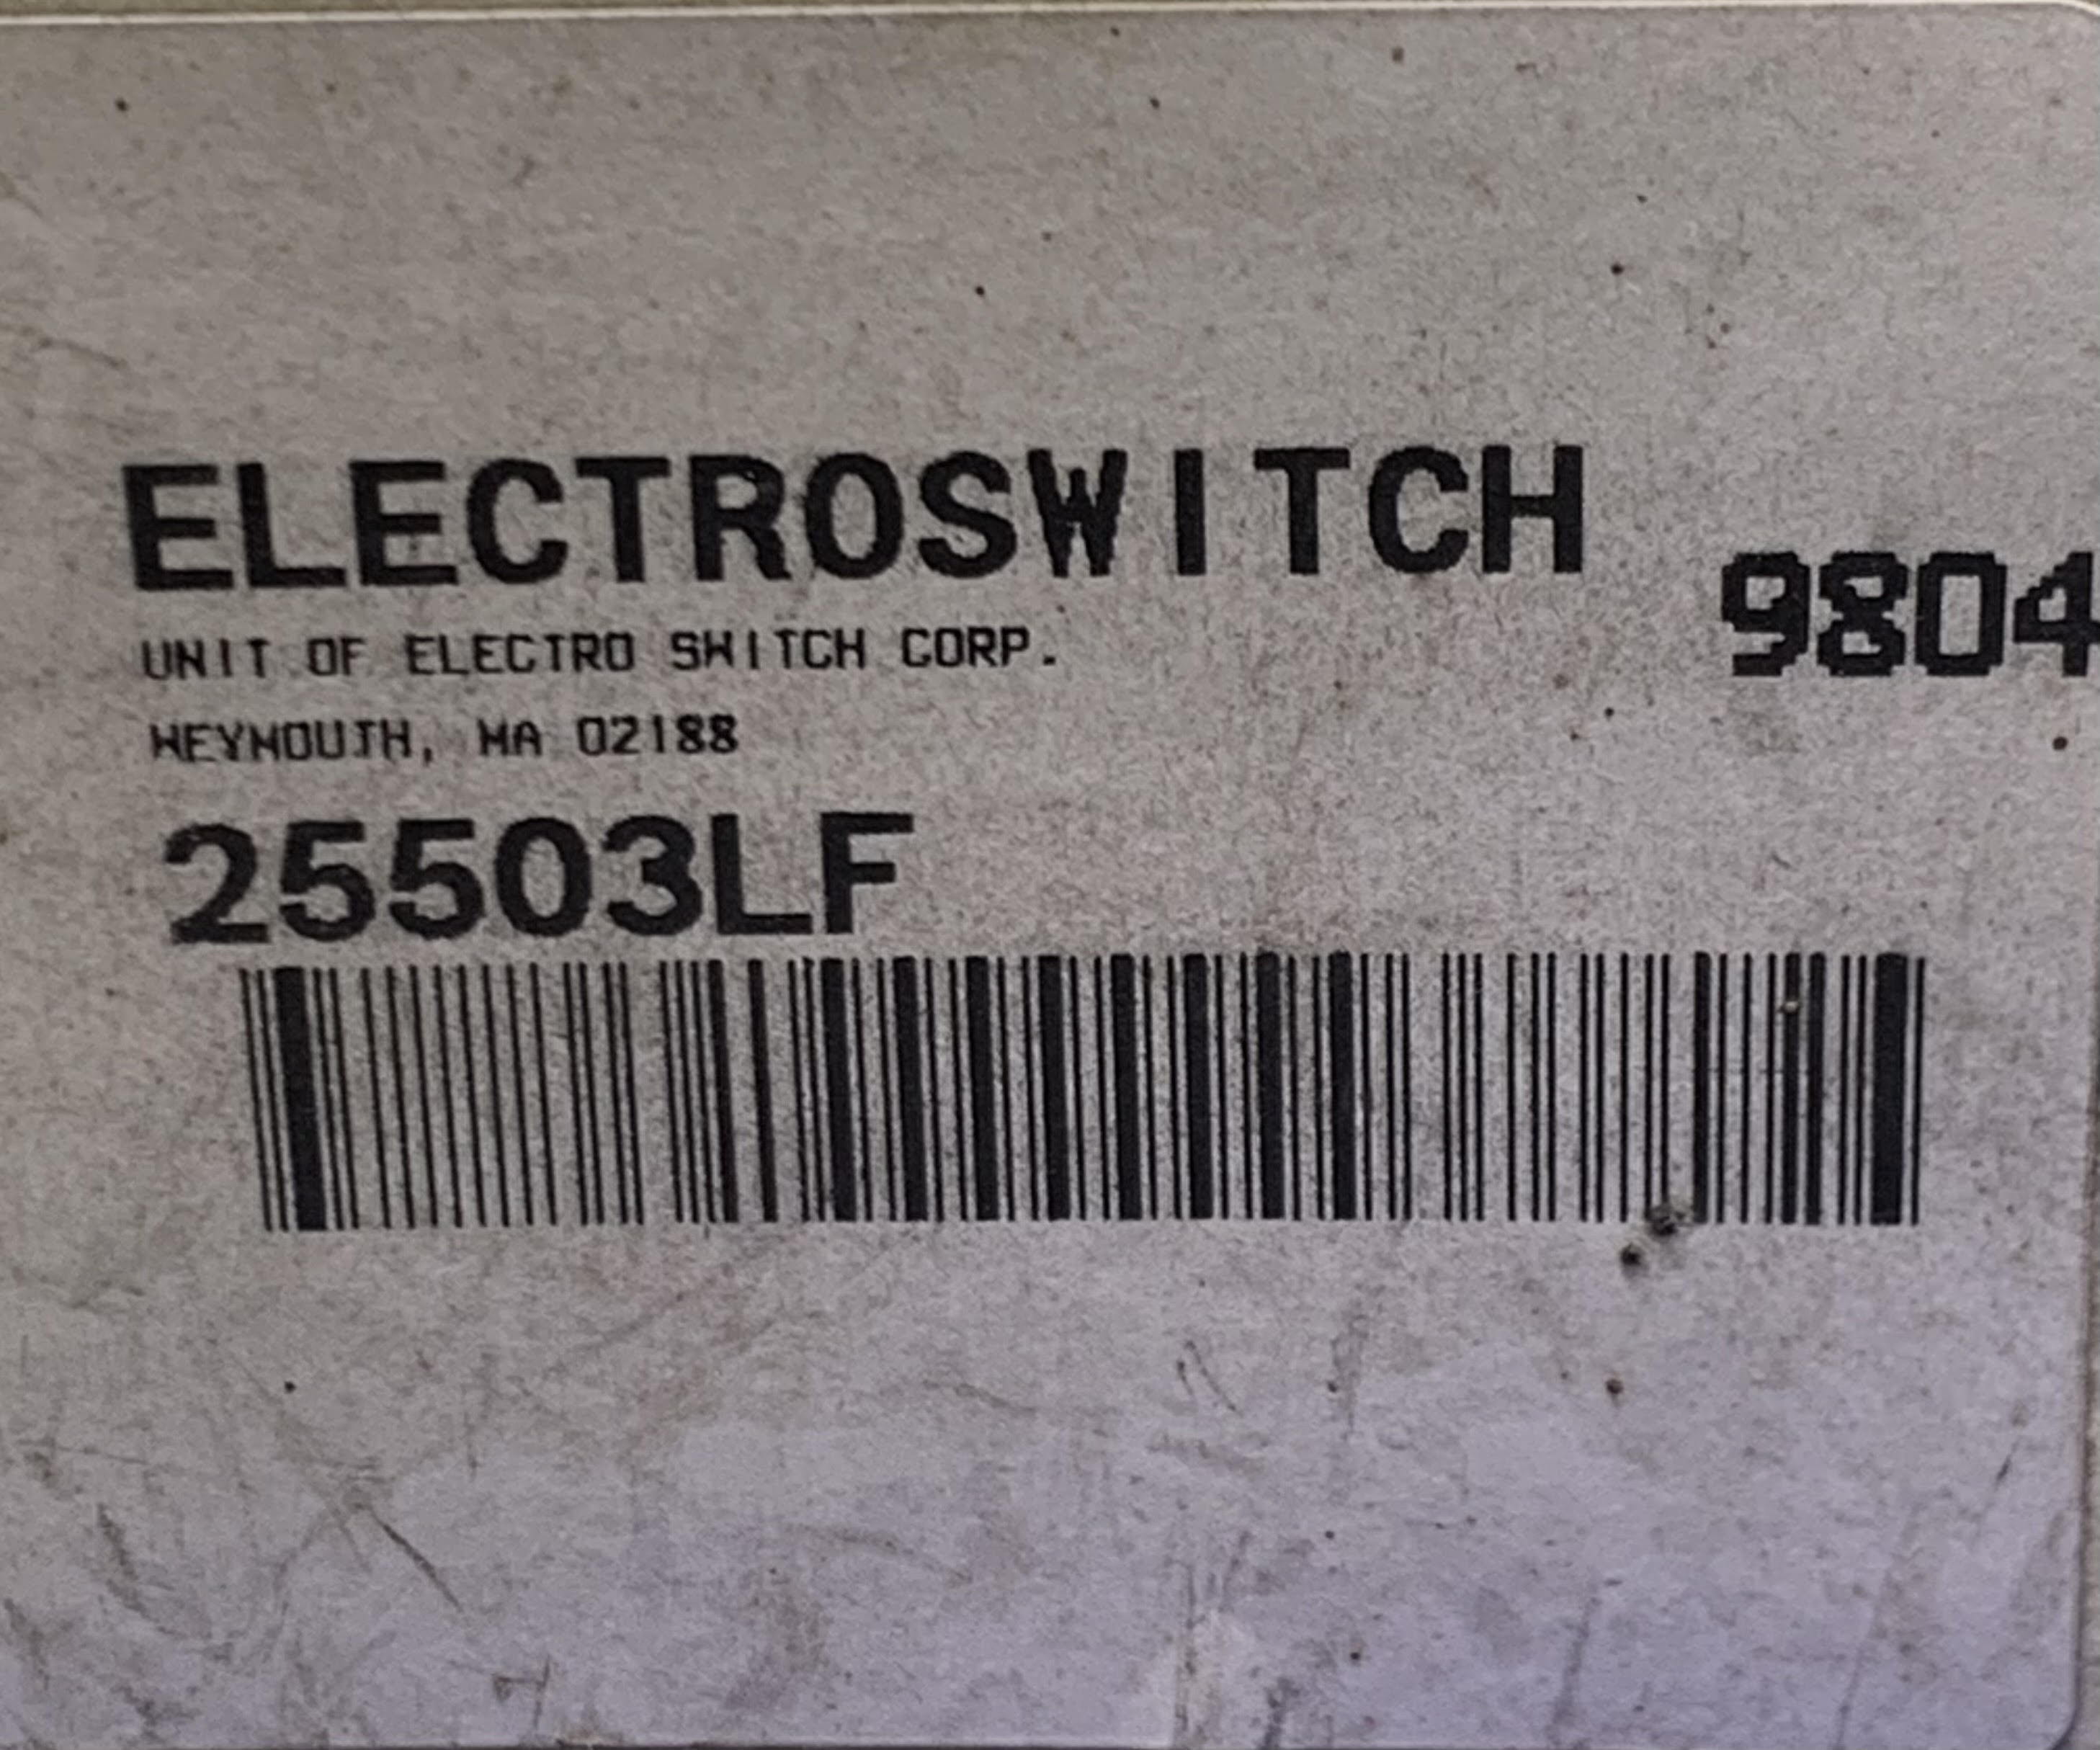 ELECTROSWITCH
9804
UNIT OF ELECTRO SWITCH CORP.
WEYMOUTH, MA 02188
25503LF